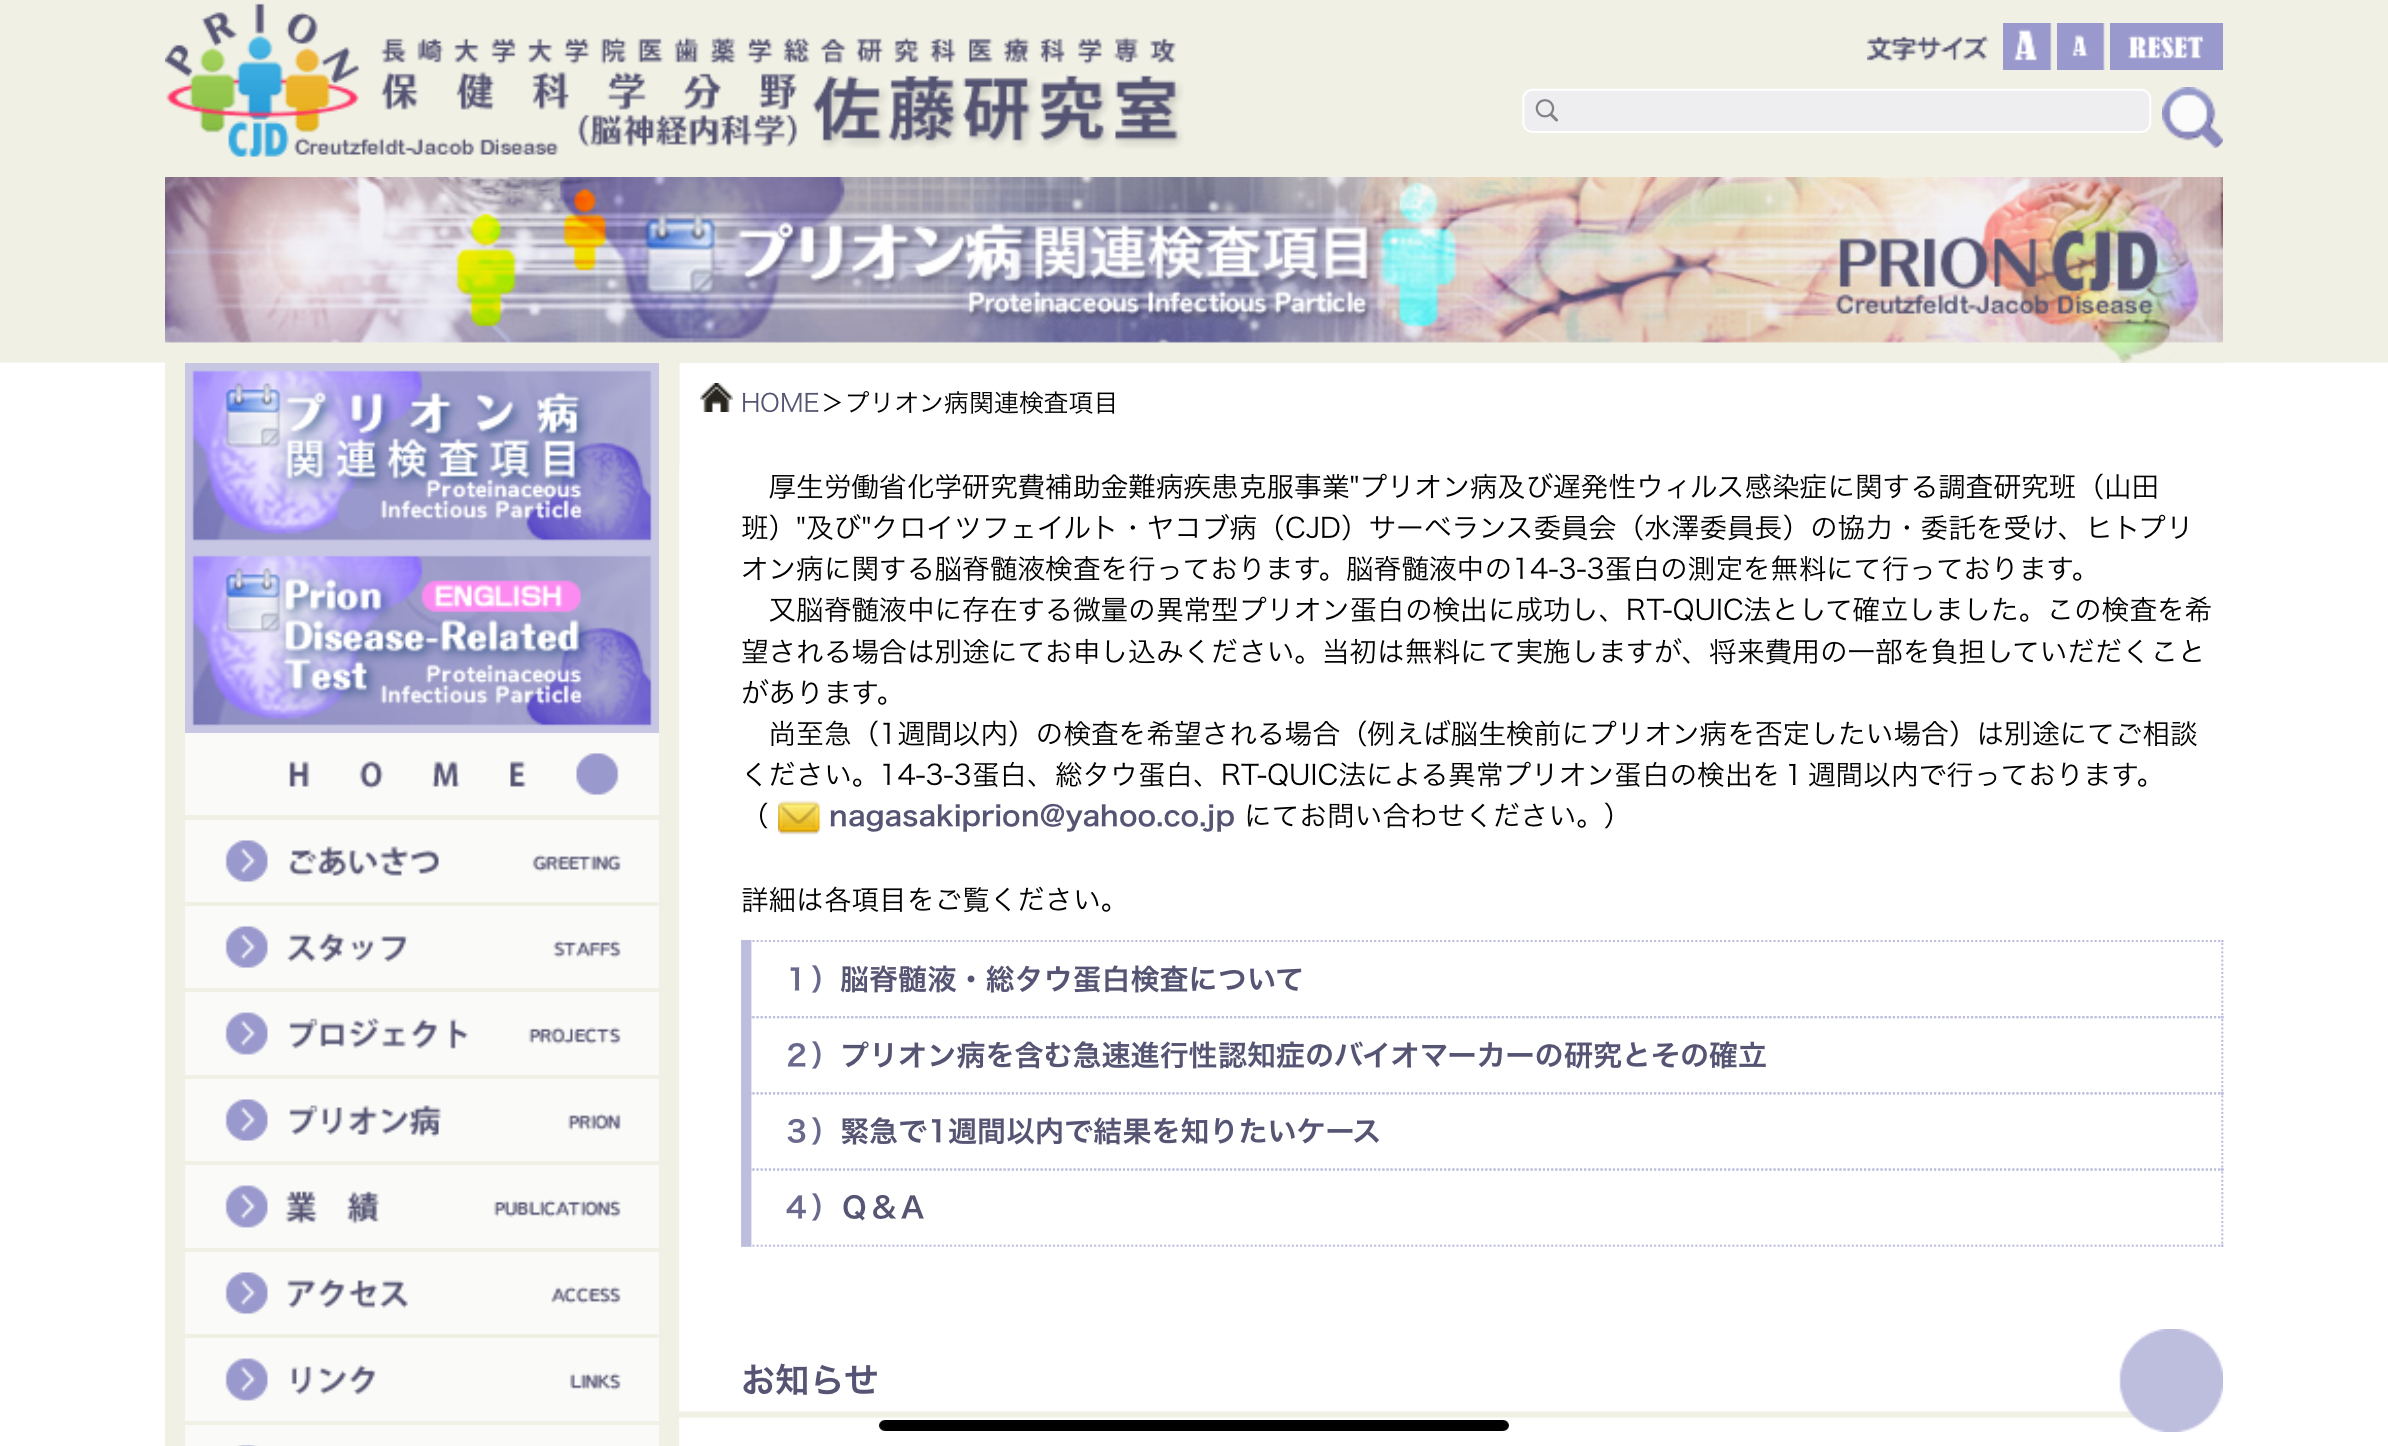 PRION
CJD Creutzfeldt-Jacob Disease
長崎大学大学院医歯薬学総合研究科医療科学専攻
保健科学分野
（脳神経内科学）
佐藤研究室
文字サイズ A A RESET
プリオン病関連検査項目
Proteinaceous Infectious Particle
PRION CJD
Creutzfeldt-Jacob Disease
プリオン病
関連検査項目
Proteinaceous
Infectious Particle
Prion ENGLISH
Disease-Related
Test Proteinaceous
Infectious Particle
HOME
ごあいさつ GREETING
スタッフ STAFFS
プロジェクト PROJECTS
プリオン病 PRION
業　績 PUBLICATIONS
アクセス ACCESS
リンク LINKS
HOME＞プリオン病関連検査項目
　厚生労働省化学研究費補助金難病疾患克服事業"プリオン病及び遅発性ウィルス感染症に関する調査研究班（山田
班）"及び"クロイツフェイルト・ヤコブ病（CJD）サーベランス委員会（水澤委員長）の協力・委託を受け、ヒトプリ
オン病に関する脳脊髄液検査を行っております。脳脊髄液中の14-3-3蛋白の測定を無料にて行っております。
　又脳脊髄液中に存在する微量の異常型プリオン蛋白の検出に成功し、RT-QUIC法として確立しました。この検査を希
望される場合は別途にてお申し込みください。当初は無料にて実施しますが、将来費用の一部を負担していだだくこと
があります。
　尚至急（1週間以内）の検査を希望される場合（例えば脳生検前にプリオン病を否定したい場合）は別途にてご相談
ください。14-3-3蛋白、総タウ蛋白、RT-QUIC法による異常プリオン蛋白の検出を１週間以内で行っております。
（ nagasakiprion@yahoo.co.jp にてお問い合わせください。）
詳細は各項目をご覧ください。
１）脳脊髄液・総タウ蛋白検査について
２）プリオン病を含む急速進行性認知症のバイオマーカーの研究とその確立
３）緊急で1週間以内で結果を知りたいケース
４）Ｑ＆Ａ
お知らせ